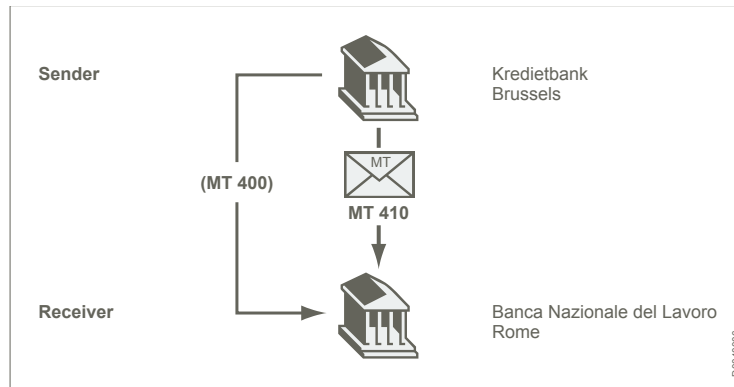 Sender
Kredietbank
Brussels
(MT 400)
MT
MT 410
Receiver
Banca Nazionale del Lavoro
Rome